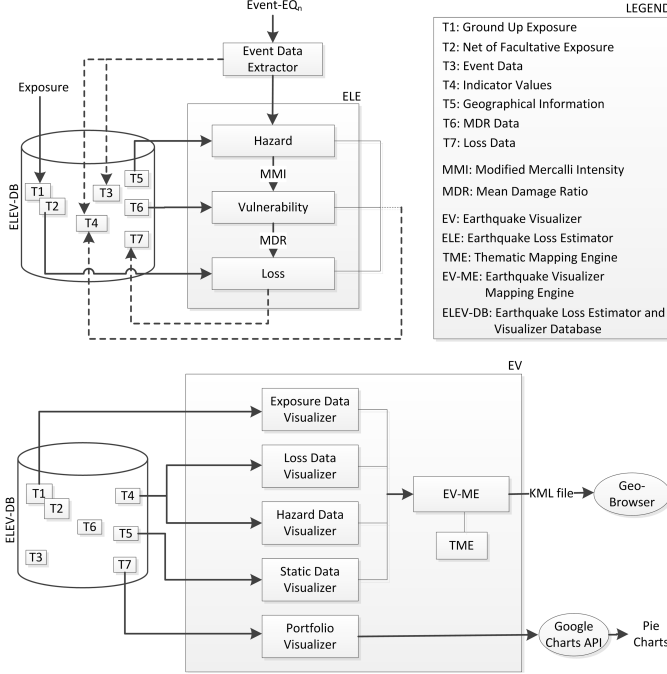 Event-EQn
Event Data
Extractor
Exposure
ELE
ELEV-DB
T1
T2
T3
T4
T5
T6
T7
Hazard
MMI
Vulnerability
MDR
Loss
LEGEND
T1: Ground Up Exposure
T2: Net of Facultative Exposure
T3: Event Data
T4: Indicator Values
T5: Geographical Information
T6: MDR Data
T7: Loss Data
MMI: Modified Mercalli Intensity
MDR: Mean Damage Ratio
EV: Earthquake Visualizer
ELE: Earthquake Loss Estimator
TME: Thematic Mapping Engine
EV-ME: Earthquake Visualizer
Mapping Engine
ELEV-DB: Earthquake Loss Estimator and
Visualizer Database
EV
ELEV-DB
T1
T2
T3
T4
T5
T6
T7
Exposure Data
Visualizer
Loss Data
Visualizer
Hazard Data
Visualizer
Static Data
Visualizer
Portfolio
Visualizer
EV-ME
TME
KML file
Geo-
Browser
Google
Charts API
Pie
Charts